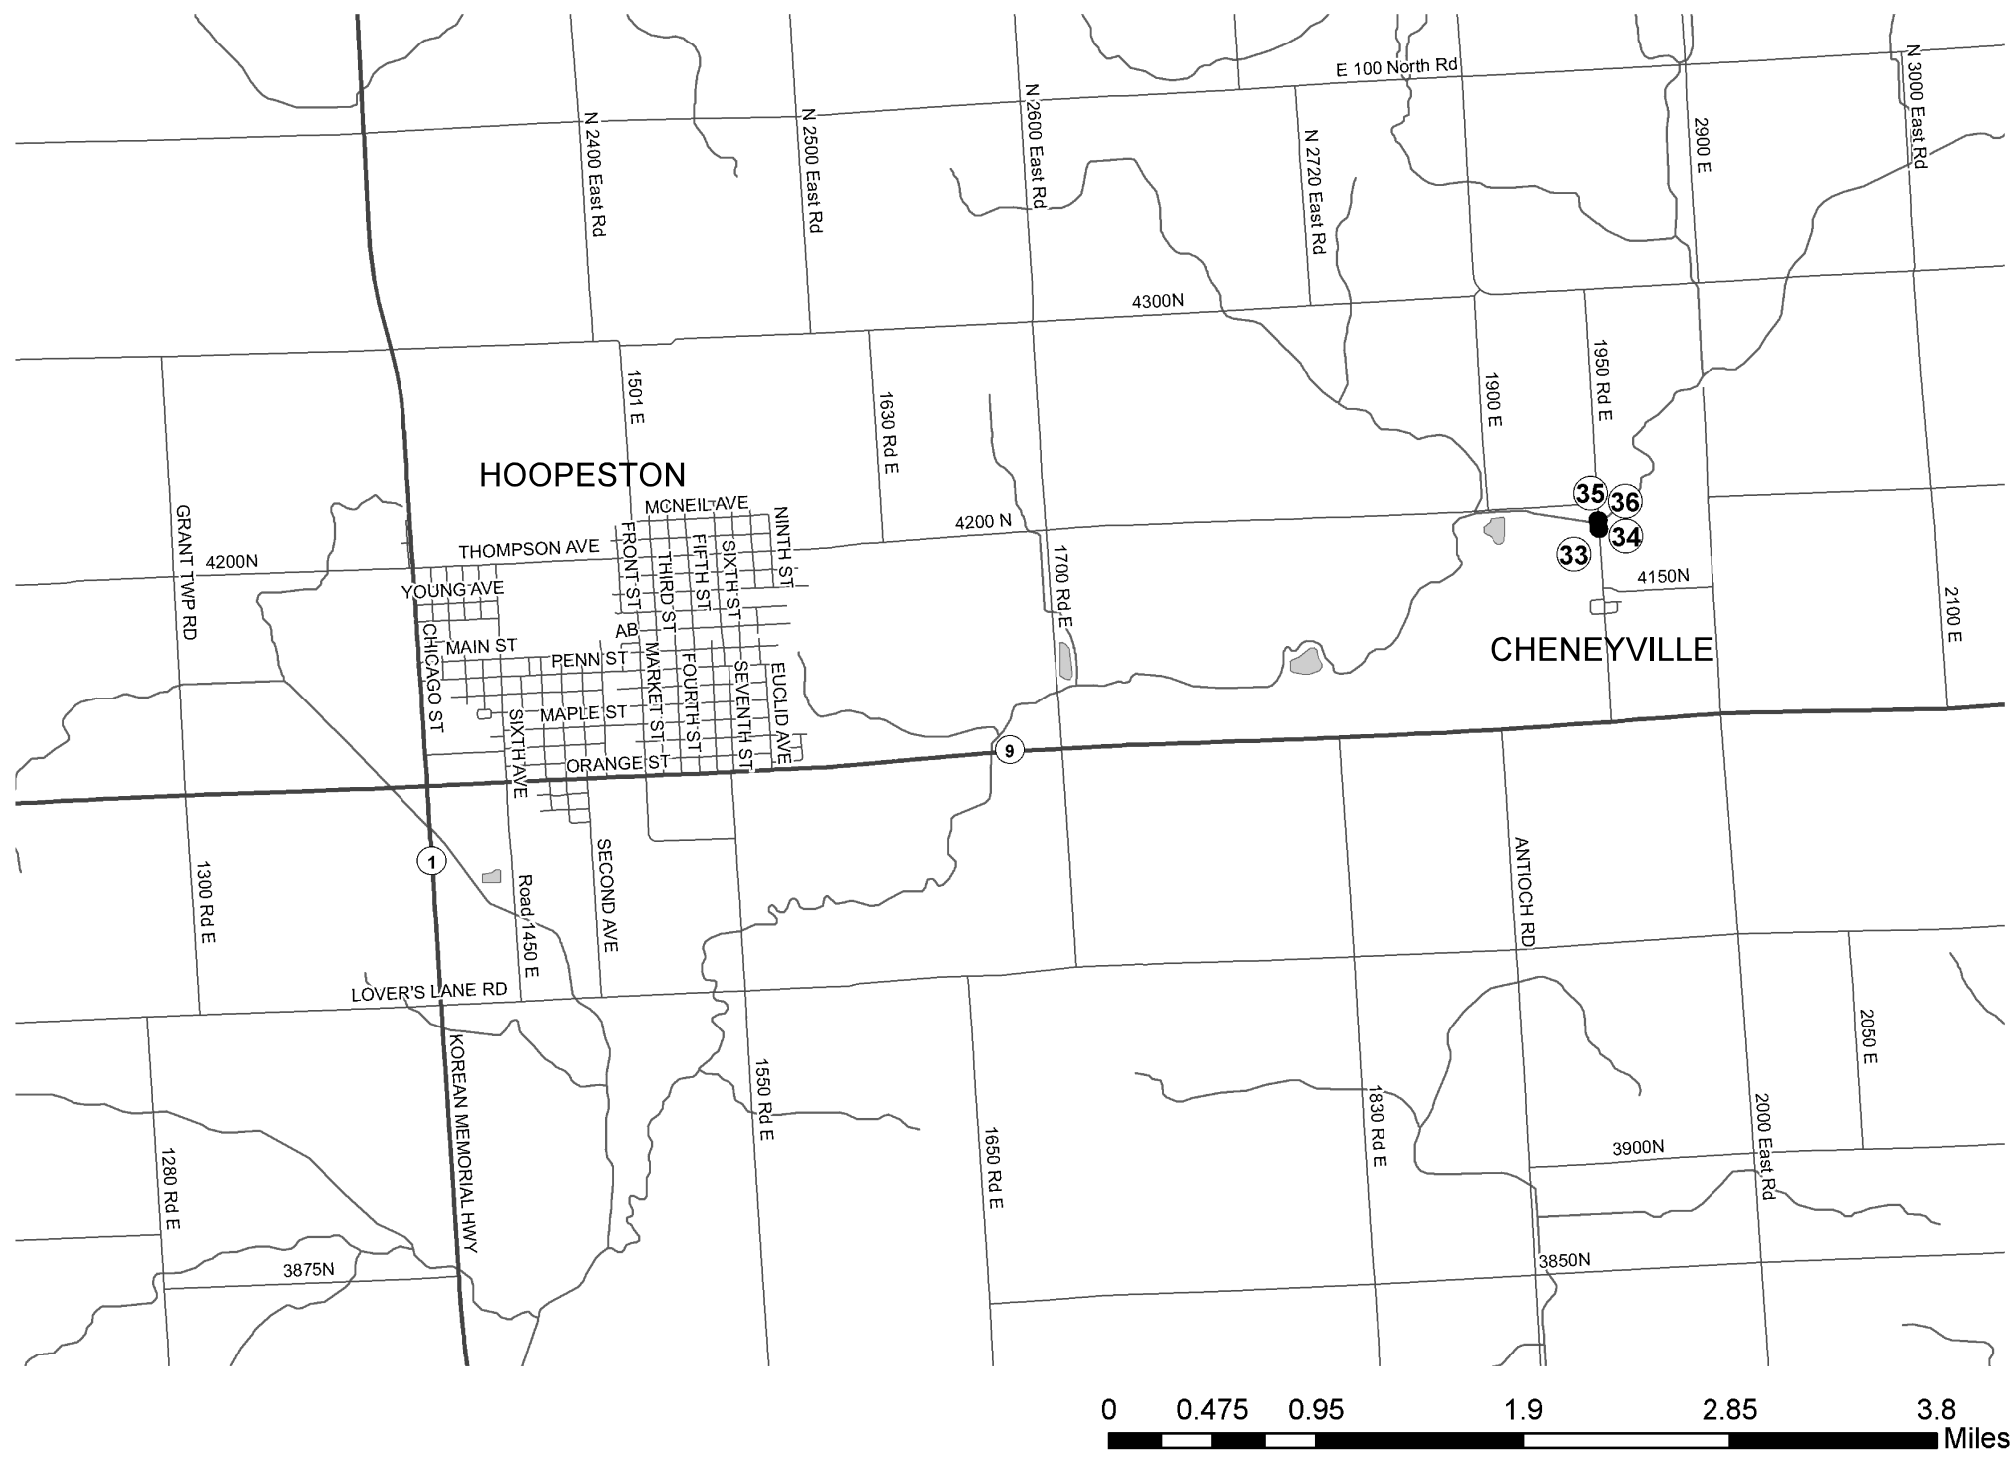 E 100 North Rd
N 3000 East Rd
N 2400 East Rd
N 2500 East Rd
N 2600 East Rd
N 2720 East Rd
2900 E
4300N
1501 E
1630 Rd E
1900 E
1950 Rd E
HOOPESTON
MCNEIL AVE
35
36
34
33
GRANT TWP RD
4200N
THOMPSON AVE
FRONT ST
THIRD ST
FIFTH ST
SIXTH ST
NINTH ST
4200 N
1700 Rd E
4150N
2100 E
YOUNG AVE
CHICAGO ST
MAIN ST
AB
PENN ST
MARKET ST
FOURTH ST
SEVENTH ST
EUCLID AVE
CHENEYVILLE
SIXTH AVE
MAPLE ST
ORANGE ST
9
1
1300 Rd E
Road 1450 E
SECOND AVE
ANTIOCH RD
LOVER'S LANE RD
KOREAN MEMORIAL HWY
1550 Rd E
2050 E
1280 Rd E
1650 Rd E
1830 Rd E
3900N
2000 East Rd
3875N
3850N
0 0.475 0.95 1.9 2.85 3.8
Miles